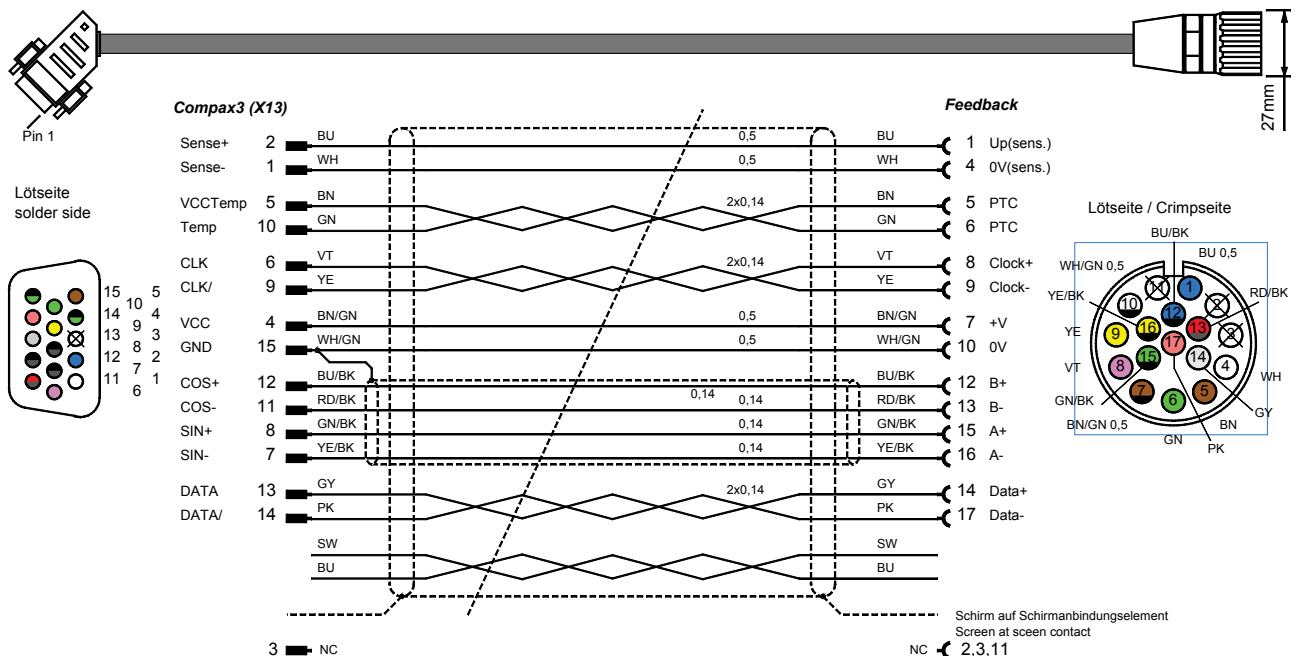 27mm
Pin 1
Compax3 (X13)
Feedback
Sense+ 2 BU 0,5 BU 1 Up(sens.)
Sense- 1 WH 0,5 WH 4 0V(sens.)
VCCTemp 5 BN 2x0,14 BN 5 PTC
Temp 10 GN GN 6 PTC
CLK 6 VT 2x0,14 VT 8 Clock+
CLK/ 9 YE YE 9 Clock-
VCC 4 BN/GN 0,5 BN/GN 7 +V
GND 15 WH/GN 0,5 WH/GN 10 0V
COS+ 12 BU/BK 0,14 BU/BK 12 B+
COS- 11 RD/BK 0,14 RD/BK 13 B-
SIN+ 8 GN/BK 0,14 GN/BK 15 A+
SIN- 7 YE/BK 0,14 YE/BK 16 A-
DATA 13 GY 2x0,14 GY 14 Data+
DATA/ 14 PK PK 17 Data-
SW SW
BU BU
Schirm auf Schirmanbindungselement
Screen at sceen contact
3 NC NC 2,3,11
Lötseite
solder side
15 5
10
14 4
9
13 3
8
12 2
7
11 1
6
Lötseite / Crimpseite
BU/BK
BU 0,5
WH/GN 0,5
YE/BK
RD/BK
YE
VT
WH
GN/BK
GY
BN/GN 0,5
BN
GN
PK
11 1
10 2
12
16 13
9 17 3
15 14
8 4
7 5
6